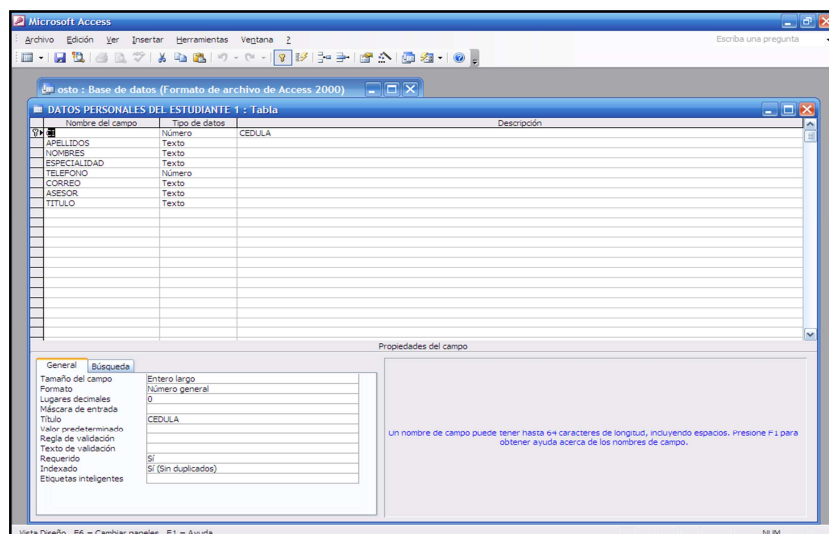 Microsoft Access
Archivo Edición Ver Insertar Herramientas Ventana ?
Escriba una pregunta
osto : Base de datos (Formato de archivo de Access 2000)
DATOS PERSONALES DEL ESTUDIANTE 1 : Tabla
Nombre del campo Tipo de datos Descripción
CI Número CEDULA
APELLIDOS Texto
NOMBRES Texto
ESPECIALIDAD Texto
TELEFONO Número
CORREO Texto
ASESOR Texto
TITULO Texto
Propiedades del campo
General Búsqueda
Tamaño del campo Entero largo
Formato Número general
Lugares decimales 0
Máscara de entrada
Título CEDULA
Valor predeterminado
Regla de validación
Texto de validación
Requerido Sí
Indexado Sí (Sin duplicados)
Etiquetas inteligentes
Un nombre de campo puede tener hasta 64 caracteres de longitud, incluyendo espacios. Presione F1 para
obtener ayuda acerca de los nombres de campo.
Vista Diseño. F6 = Cambiar paneles. F1 = Ayuda. NUM